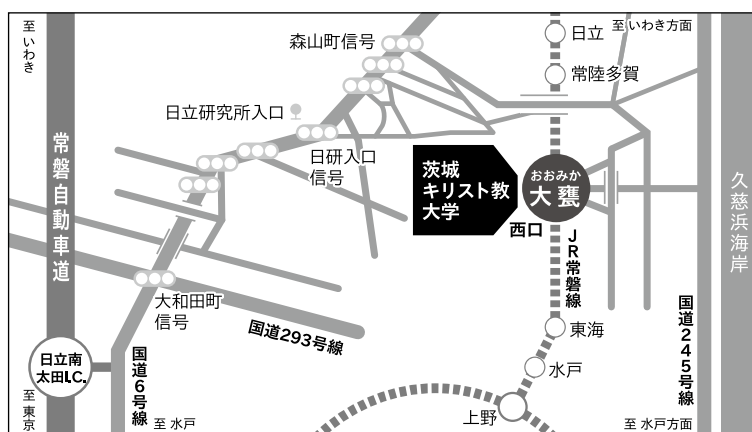 至いわき
常磐自動車道
日立南
太田I.C.
至東京
森山町信号
日立研究所入口
日研入口
信号
大和田町
信号
国道293号線
国道6号線
至 水戸
茨城
キリスト教
大学
おおみか
大甕
西口
JR常磐線
日立
常陸多賀
至 いわき方面
東海
水戸
上野
国道245号線
久慈浜海岸
至 水戸方面